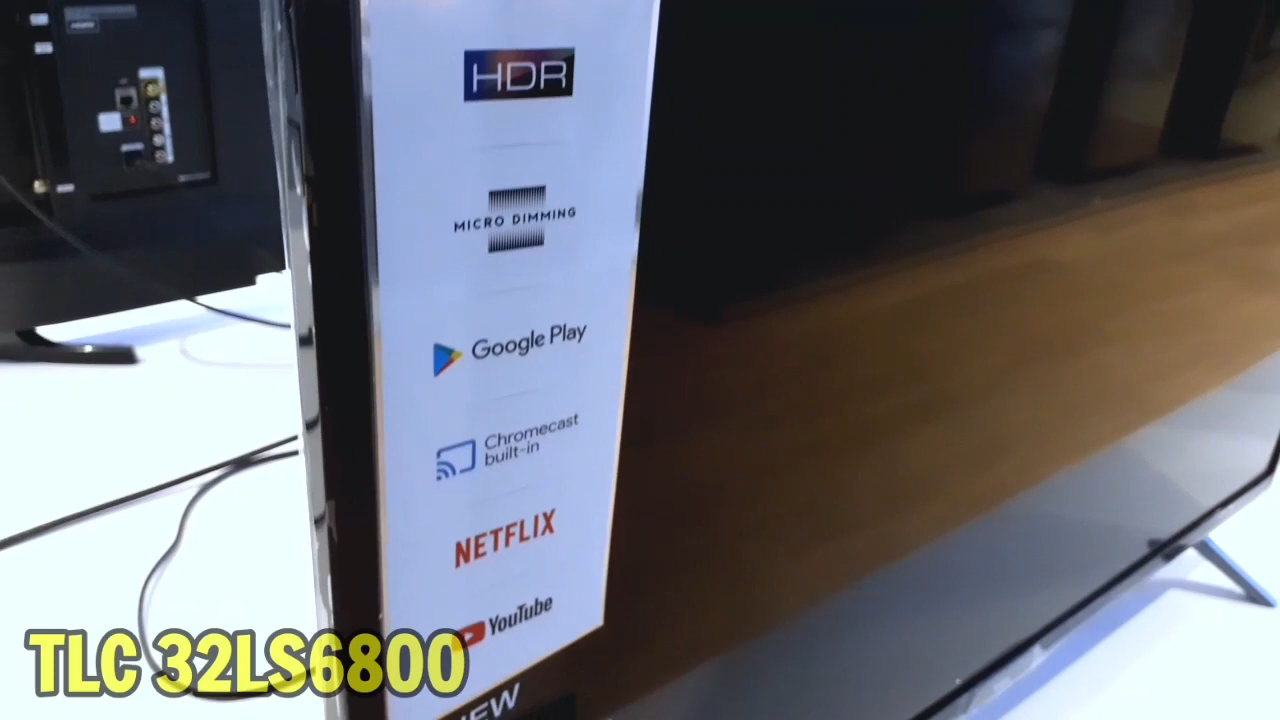 HDR
MICRO DIMMING
Google Play
Chromecast
built-in
NETFLIX
YouTube
TLC 32LS6800